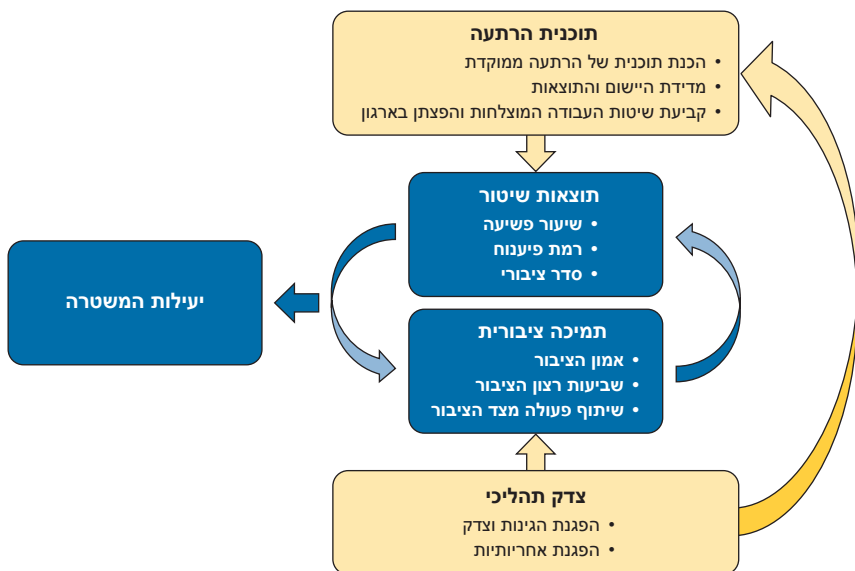 תוכנית הרתעה
• הכנת תוכנית של הרתעה ממוקדת
• מדידת היישום והתוצאות
• קביעת שיטות העבודה המוצלחות והפצתן בארגון
תוצאות שיטור
• שיעור פשיעה
• רמת פיענוח
• סדר ציבורי
יעילות המשטרה
תמיכה ציבורית
• אמון הציבור
• שביעות רצון הציבור
• שיתוף פעולה מצד הציבור
צדק תהליכי
• הפגנת הגינות וצדק
• הפגנת אחריותיות